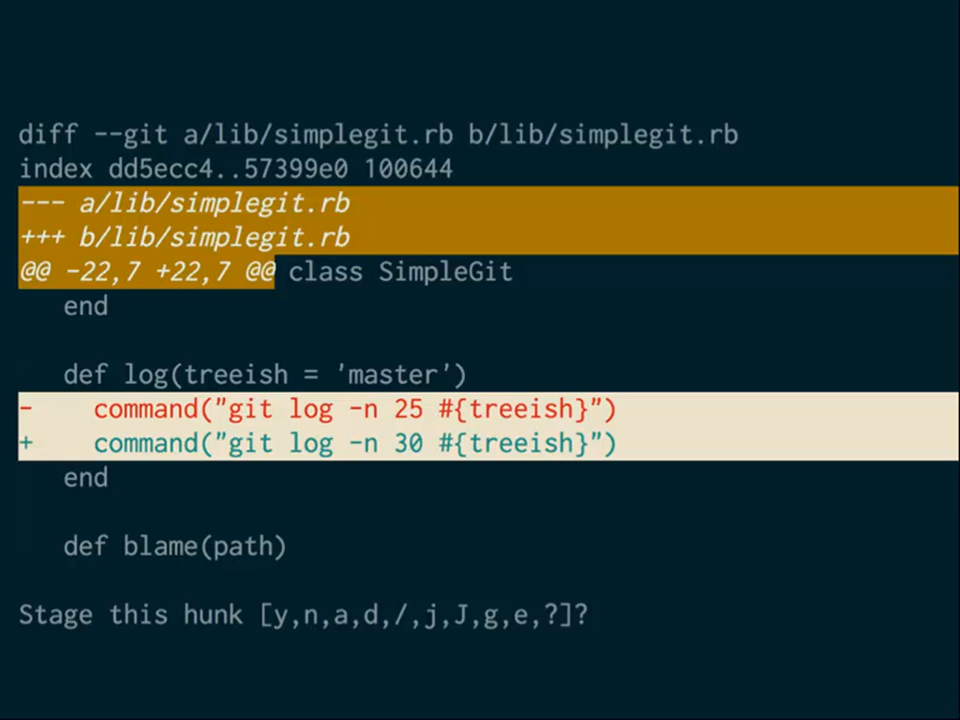 diff --git a/lib/simplegit.rb b/lib/simplegit.rb
index dd5ecc4..57399e0 100644
--- a/lib/simplegit.rb
+++ b/lib/simplegit.rb
@@ -22,7 +22,7 @@ class SimpleGit
   end
   def log(treeish = 'master')
-    command("git log -n 25 #{treeish}")
+    command("git log -n 30 #{treeish}")
   end
   def blame(path)
Stage this hunk [y,n,a,d,/,j,J,g,e,?]?